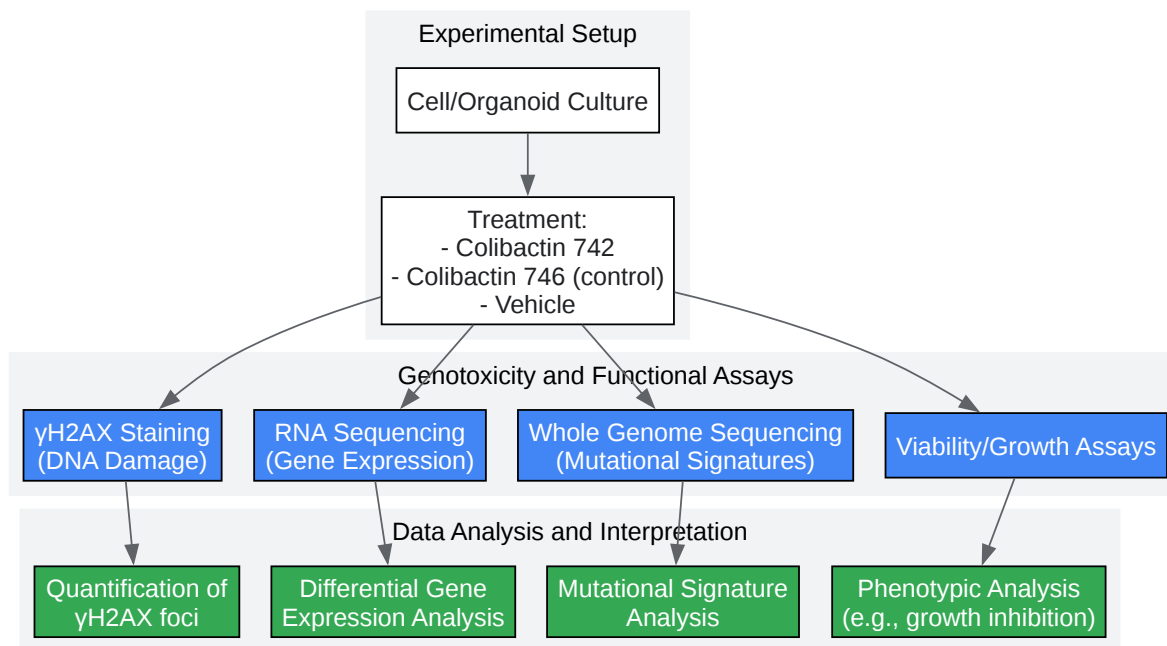 Experimental Setup
Cell/Organoid Culture
Treatment:
- Colibactin 742
- Colibactin 746 (control)
- Vehicle
Genotoxicity and Functional Assays
γH2AX Staining
(DNA Damage)
RNA Sequencing
(Gene Expression)
Whole Genome Sequencing
(Mutational Signatures)
Viability/Growth Assays
Data Analysis and Interpretation
Quantification of
γH2AX foci
Differential Gene
Expression Analysis
Mutational Signature
Analysis
Phenotypic Analysis
(e.g., growth inhibition)